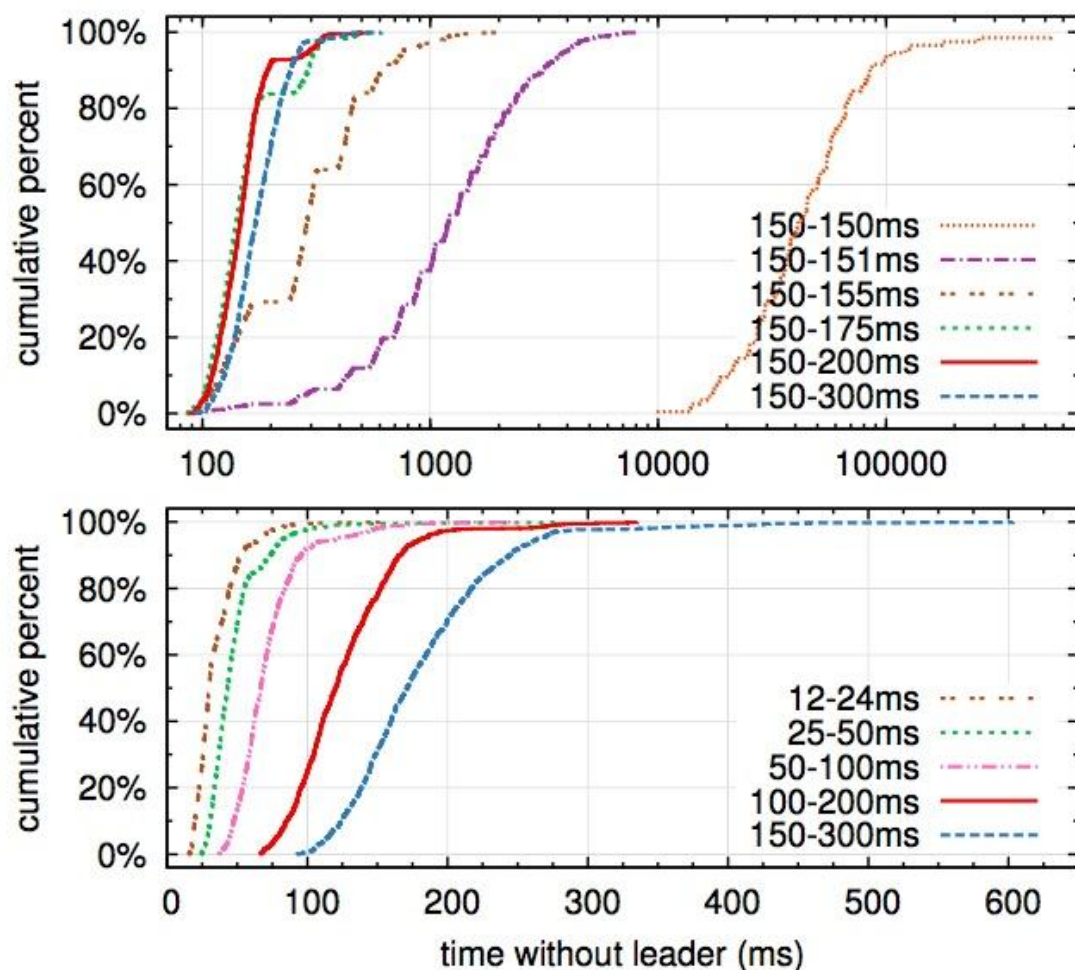 cumulative percent
100%
80%
60%
40%
20%
0%
150-150ms
150-151ms
150-155ms
150-175ms
150-200ms
150-300ms
100 1000 10000 100000
cumulative percent
100%
80%
60%
40%
20%
0%
12-24ms
25-50ms
50-100ms
100-200ms
150-300ms
0 100 200 300 400 500 600
time without leader (ms)